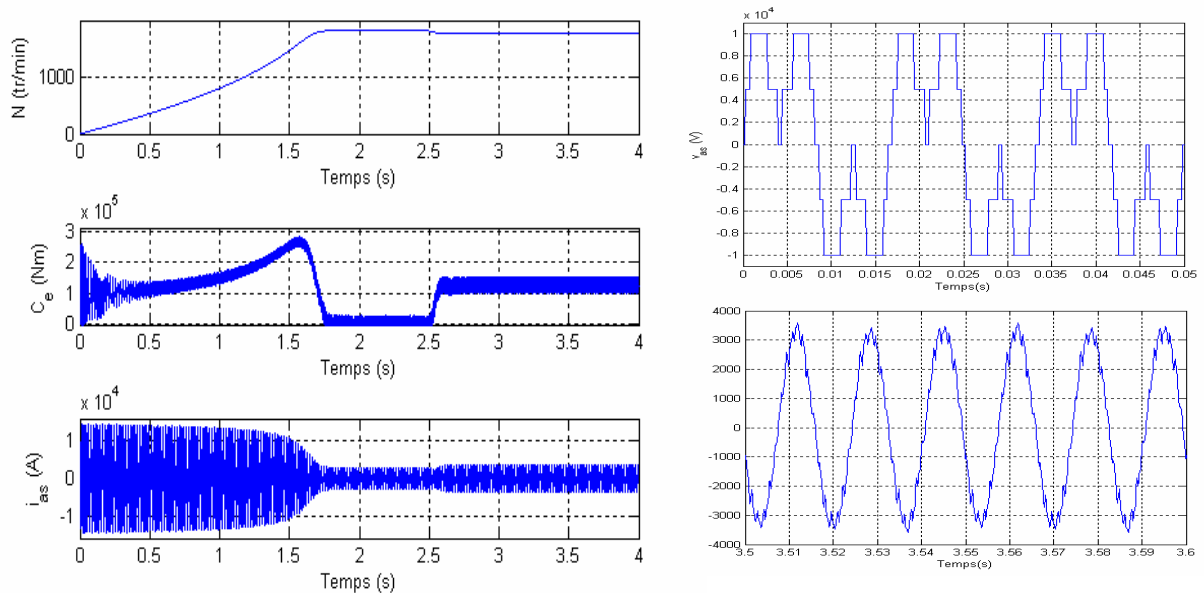 N (tr/min)
1000
0
0 0.5 1 1.5 2 2.5 3 3.5 4
Temps (s)
x 10^5
C_e (Nm)
3
2
1
0
0 0.5 1 1.5 2 2.5 3 3.5 4
Temps (s)
x 10^4
i_as (A)
1
0
-1
0 0.5 1 1.5 2 2.5 3 3.5 4
Temps (s)
x 10^4
v_as (V)
1
0.8
0.6
0.4
0.2
0
-0.2
-0.4
-0.6
-0.8
-1
0 0.005 0.01 0.015 0.02 0.025 0.03 0.035 0.04 0.045 0.05
Temps(s)
4000
3000
2000
1000
0
-1000
-2000
-3000
-4000
3.5 3.51 3.52 3.53 3.54 3.55 3.56 3.57 3.58 3.59 3.6
Temps(s)